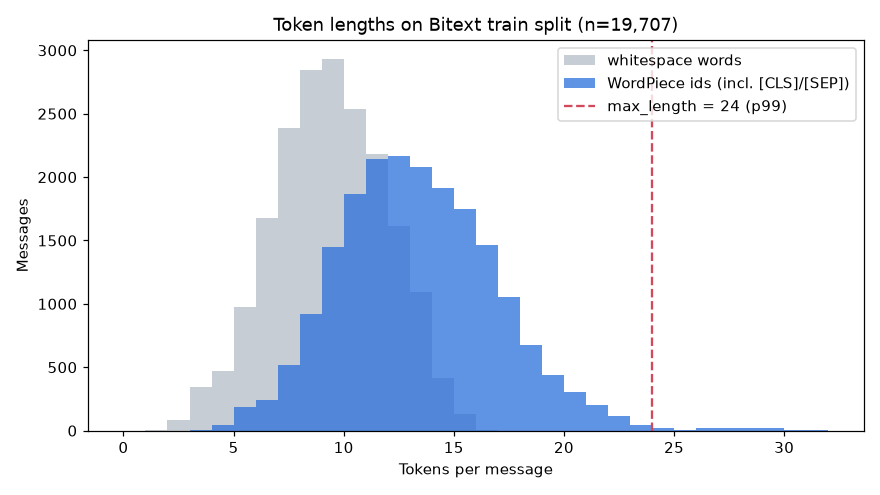 Token lengths on Bitext train split (n=19,707)
whitespace words
WordPiece ids (incl. [CLS]/[SEP])
max_length = 24 (p99)
3000
2500
2000
1500
1000
500
0
Messages
0 5 10 15 20 25 30
Tokens per message